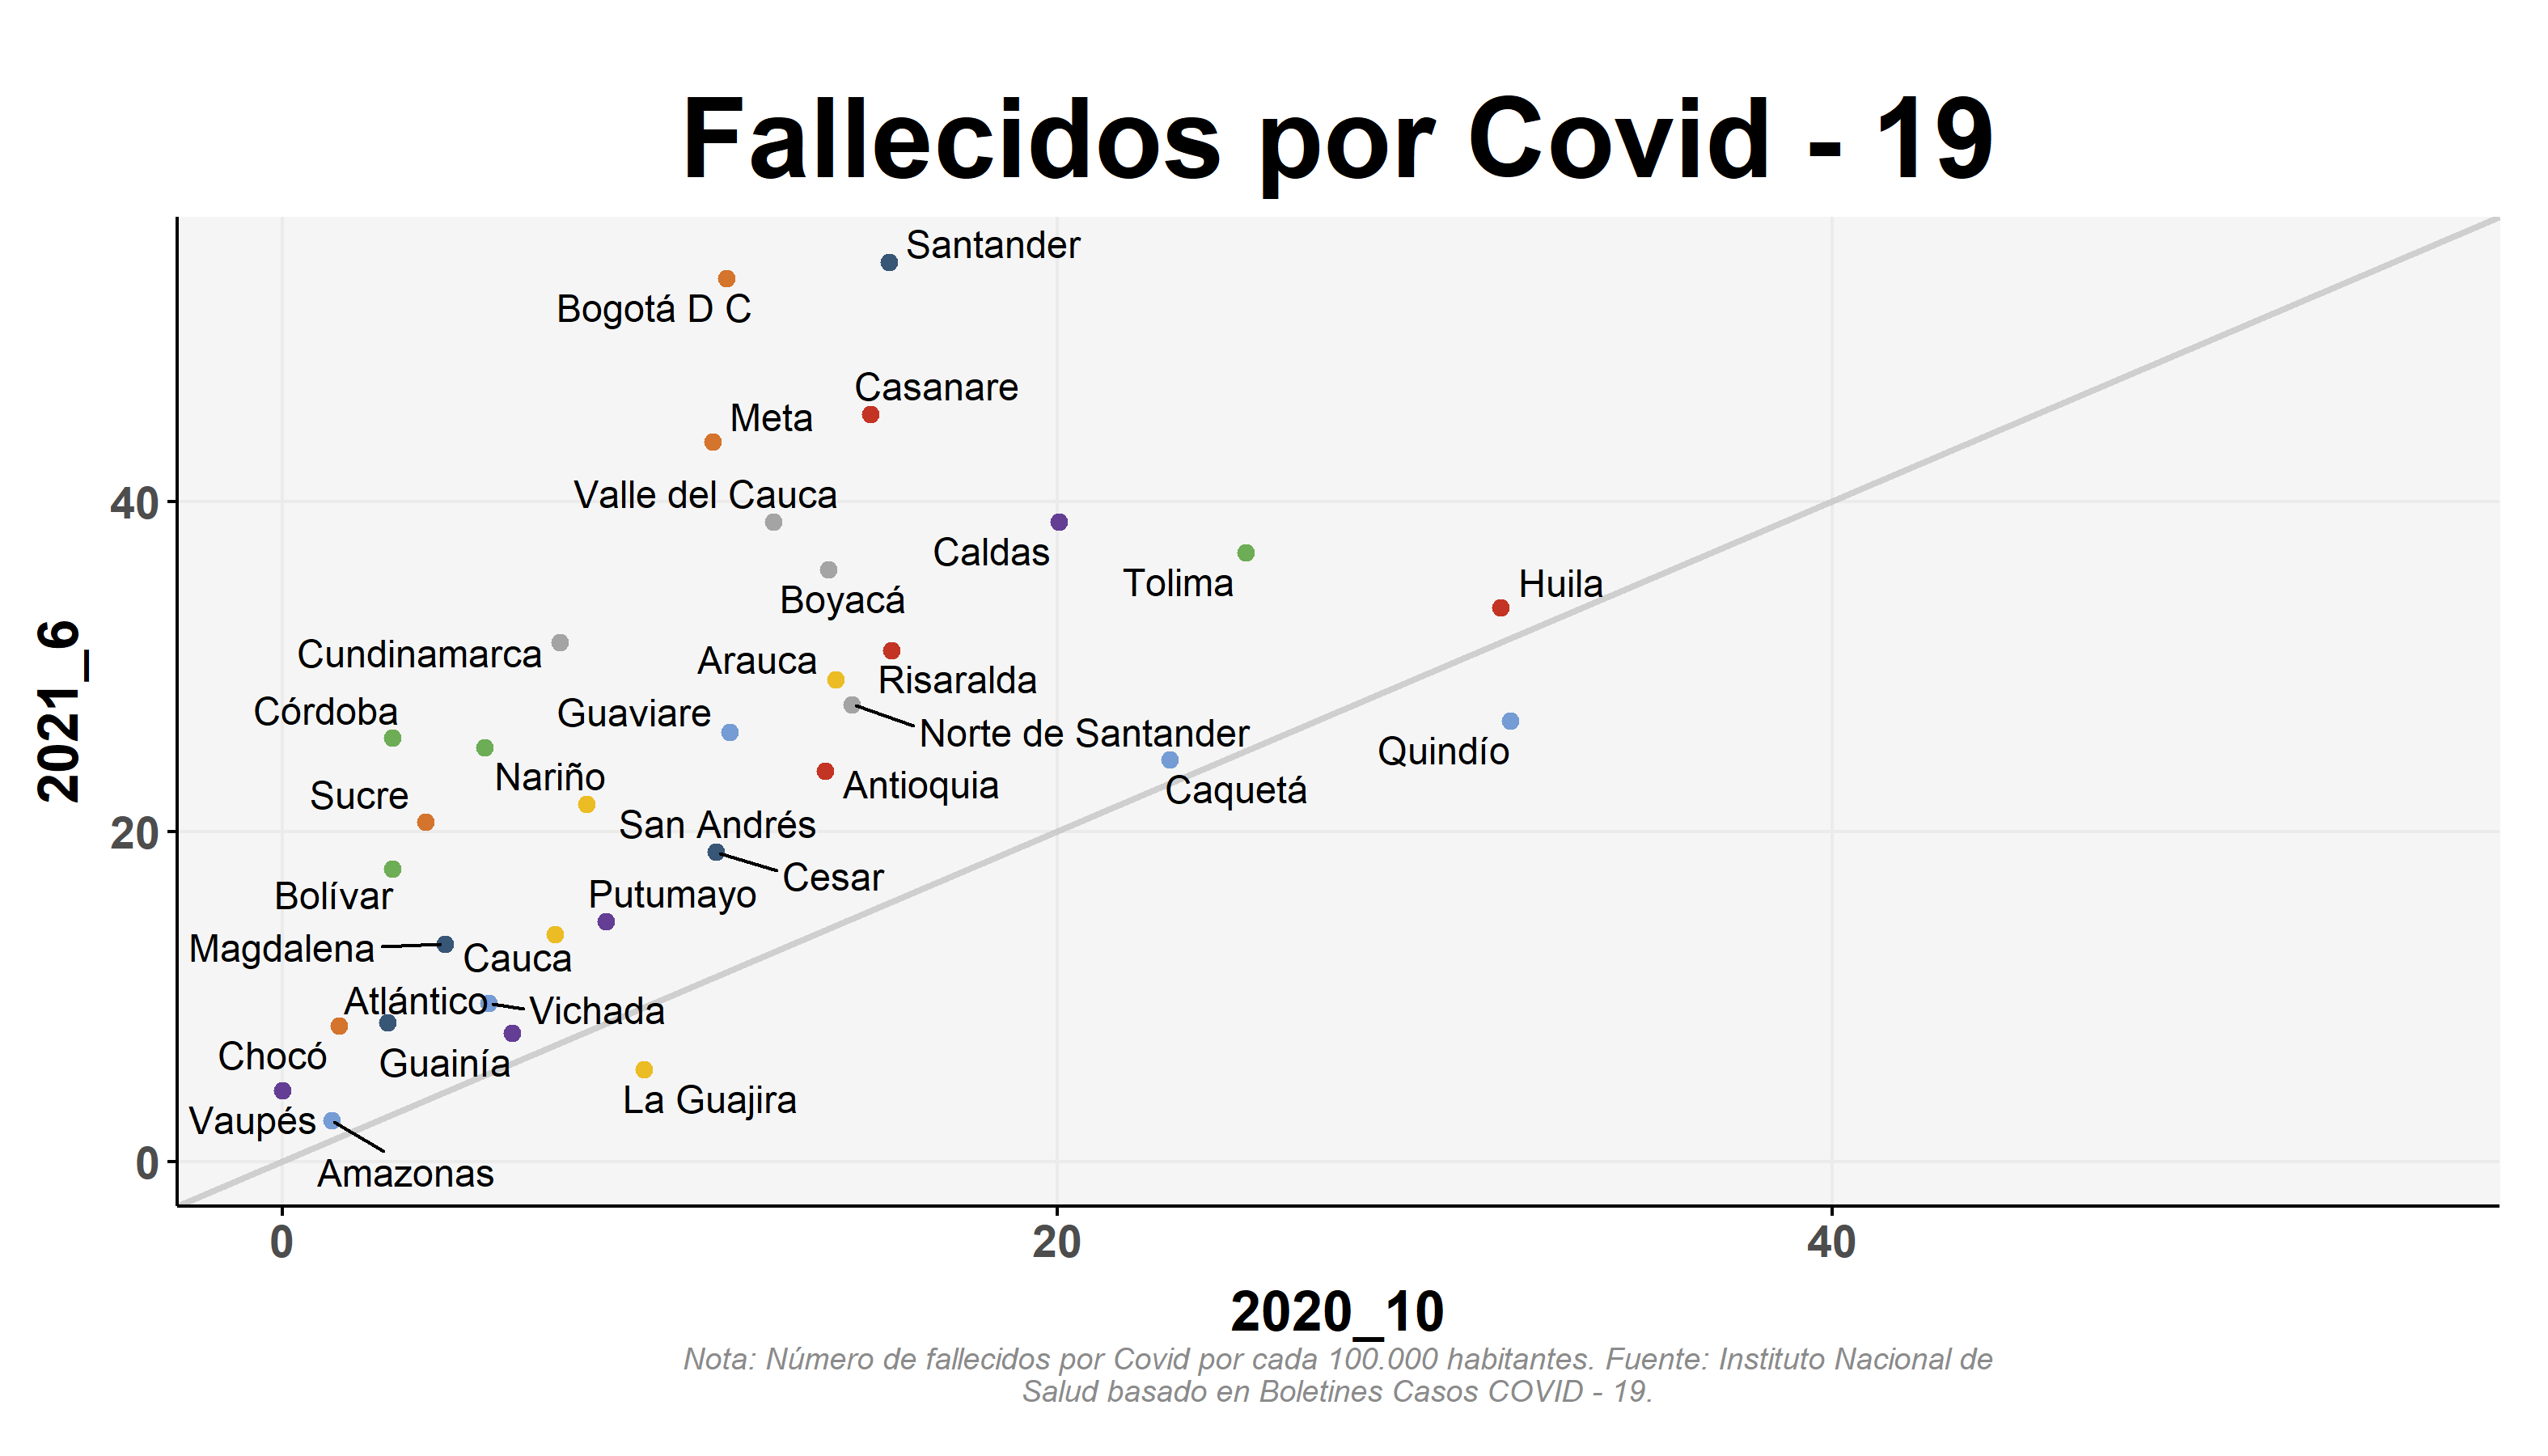 Fallecidos por Covid - 19
Santander
Bogotá D C
Casanare
Meta
Valle del Cauca
40
Caldas
Tolima
Huila
Boyacá
Cundinamarca
Arauca
Risaralda
Córdoba
Guaviare
Norte de Santander
Quindío
Nariño
Antioquia
Caquetá
Sucre
San Andrés
20
Cesar
Bolívar
Putumayo
Magdalena
Cauca
Atlántico
Vichada
Chocó
Guainía
La Guajira
Vaupés
0
Amazonas
2021_6
0
20
40
2020_10
Nota: Número de fallecidos por Covid por cada 100.000 habitantes. Fuente: Instituto Nacional de
Salud basado en Boletines Casos COVID - 19.